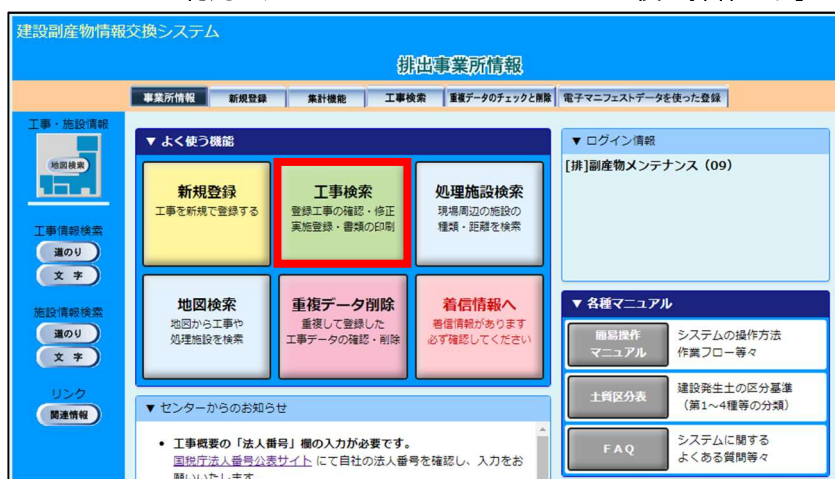 建設副産物情報交換システム
排出事業所情報
事業所情報 新規登録 集計機能 工事検索 重複データのチェックと削除 電子マニフェストデータを使った登録
工事・施設情報
地図検索
工事情報検索
道のり
文 字
施設情報検索
道のり
文 字
リンク
関連情報
▼ よく使う機能
新規登録
工事を新規で登録する
工事検索
登録工事の確認・修正
実施登録・書類の印刷
処理施設検索
現場周辺の施設の
種類・距離を検索
地図検索
地図から工事や
処理施設を検索
重複データ削除
重複して登録した
工事データの確認・削除
着信情報へ
着信情報があります
必ず確認してください
▼ センターからのお知らせ
• 工事概要の「法人番号」欄の入力が必要です。
国税庁法人番号公表サイト にて自社の法人番号を確認し、入力をお
願いいたします
▼ ログイン情報
[排]副産物メンテナンス（09）
▼ 各種マニュアル
簡易操作
マニュアル
システムの操作方法
作業フロー等々
土質区分表
建設発生土の区分基準
（第1～4種等の分類）
ＦＡＱ
システムに関する
よくある質問等々